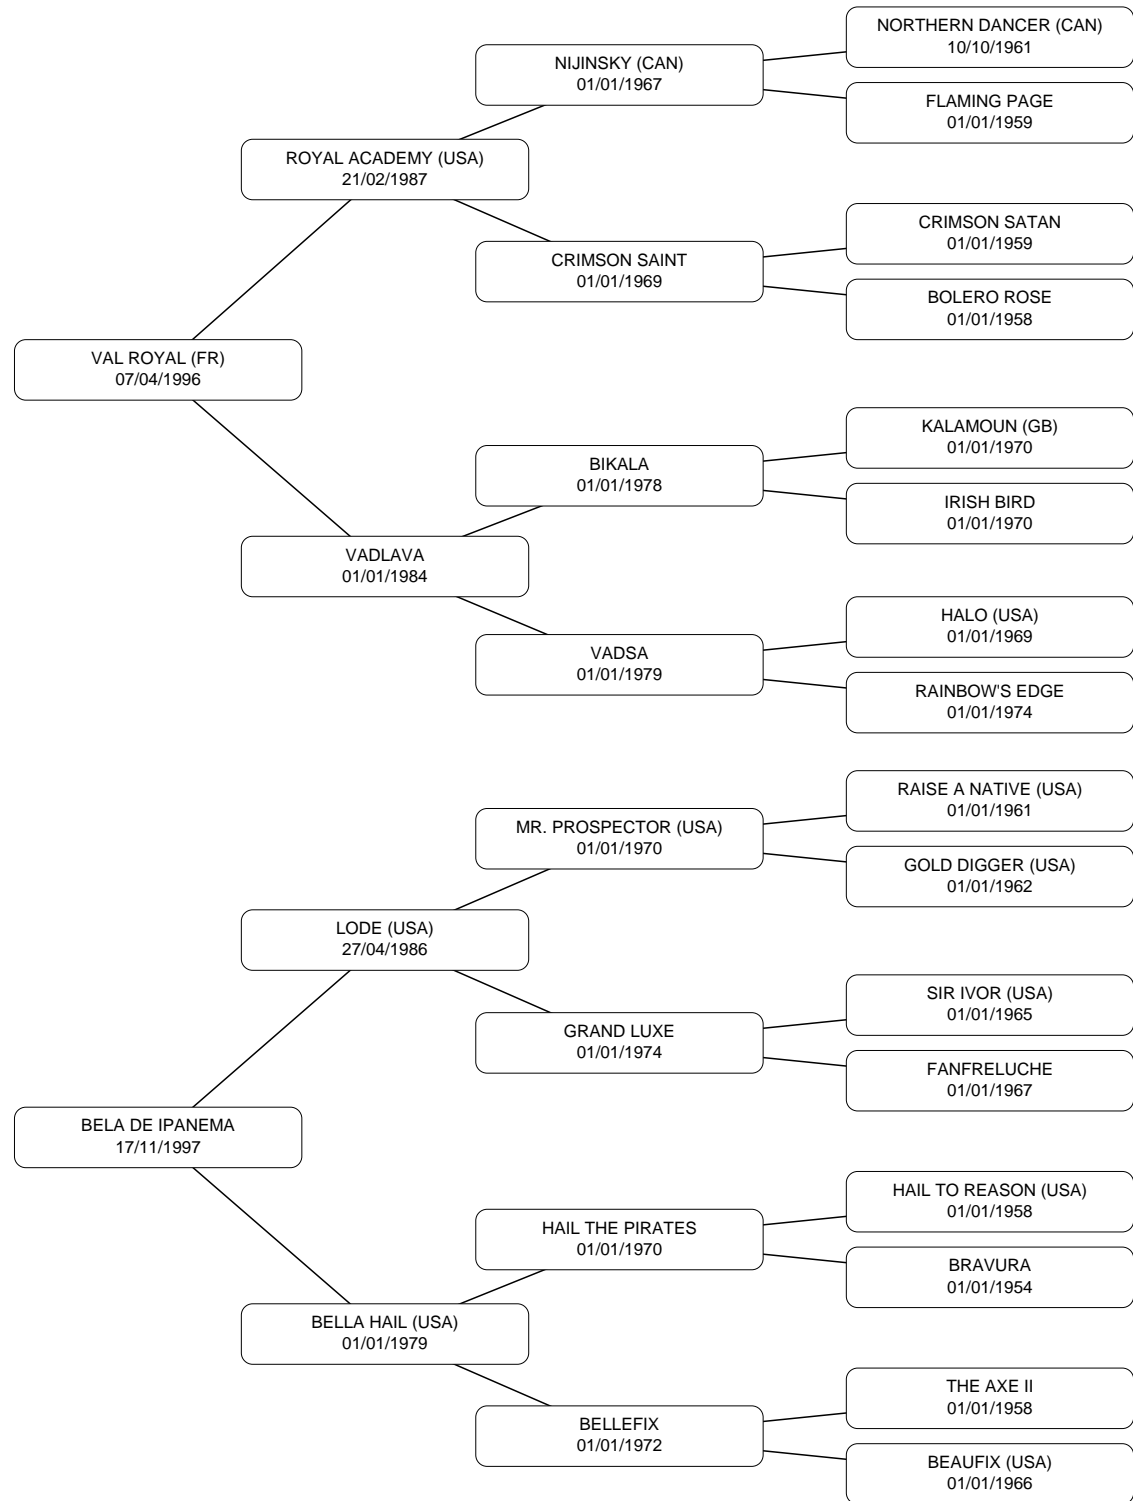 NORTHERN DANCER (CAN)
10/10/1961
NIJINSKY (CAN)
01/01/1967
FLAMING PAGE
01/01/1959
ROYAL ACADEMY (USA)
21/02/1987
CRIMSON SATAN
01/01/1959
CRIMSON SAINT
01/01/1969
BOLERO ROSE
01/01/1958
VAL ROYAL (FR)
07/04/1996
KALAMOUN (GB)
01/01/1970
BIKALA
01/01/1978
IRISH BIRD
01/01/1970
VADLAVA
01/01/1984
HALO (USA)
01/01/1969
VADSA
01/01/1979
RAINBOW'S EDGE
01/01/1974
RAISE A NATIVE (USA)
01/01/1961
MR. PROSPECTOR (USA)
01/01/1970
GOLD DIGGER (USA)
01/01/1962
LODE (USA)
27/04/1986
SIR IVOR (USA)
01/01/1965
GRAND LUXE
01/01/1974
FANFRELUCHE
01/01/1967
BELA DE IPANEMA
17/11/1997
HAIL TO REASON (USA)
01/01/1958
HAIL THE PIRATES
01/01/1970
BRAVURA
01/01/1954
BELLA HAIL (USA)
01/01/1979
THE AXE II
01/01/1958
BELLEFIX
01/01/1972
BEAUFIX (USA)
01/01/1966